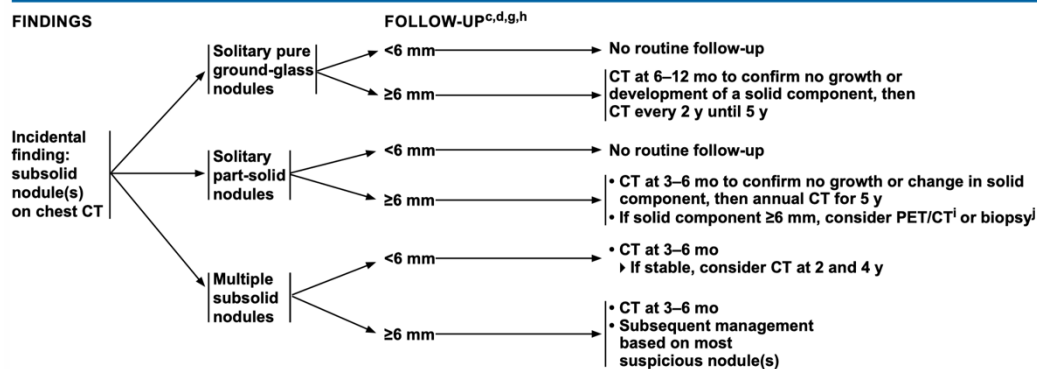 FINDINGS
FOLLOW-UPc,d,g,h
Incidental
finding:
subsolid
nodule(s)
on chest CT
Solitary pure
ground-glass
nodules
<6 mm
No routine follow-up
≥6 mm
CT at 6–12 mo to confirm no growth or
development of a solid component, then
CT every 2 y until 5 y
Solitary
part-solid
nodules
<6 mm
No routine follow-up
≥6 mm
• CT at 3–6 mo to confirm no growth or change in solid
component, then annual CT for 5 y
• If solid component ≥6 mm, consider PET/CTi or biopsyj
Multiple
subsolid
nodules
<6 mm
• CT at 3–6 mo
▸ If stable, consider CT at 2 and 4 y
≥6 mm
• CT at 3–6 mo
• Subsequent management
based on most
suspicious nodule(s)